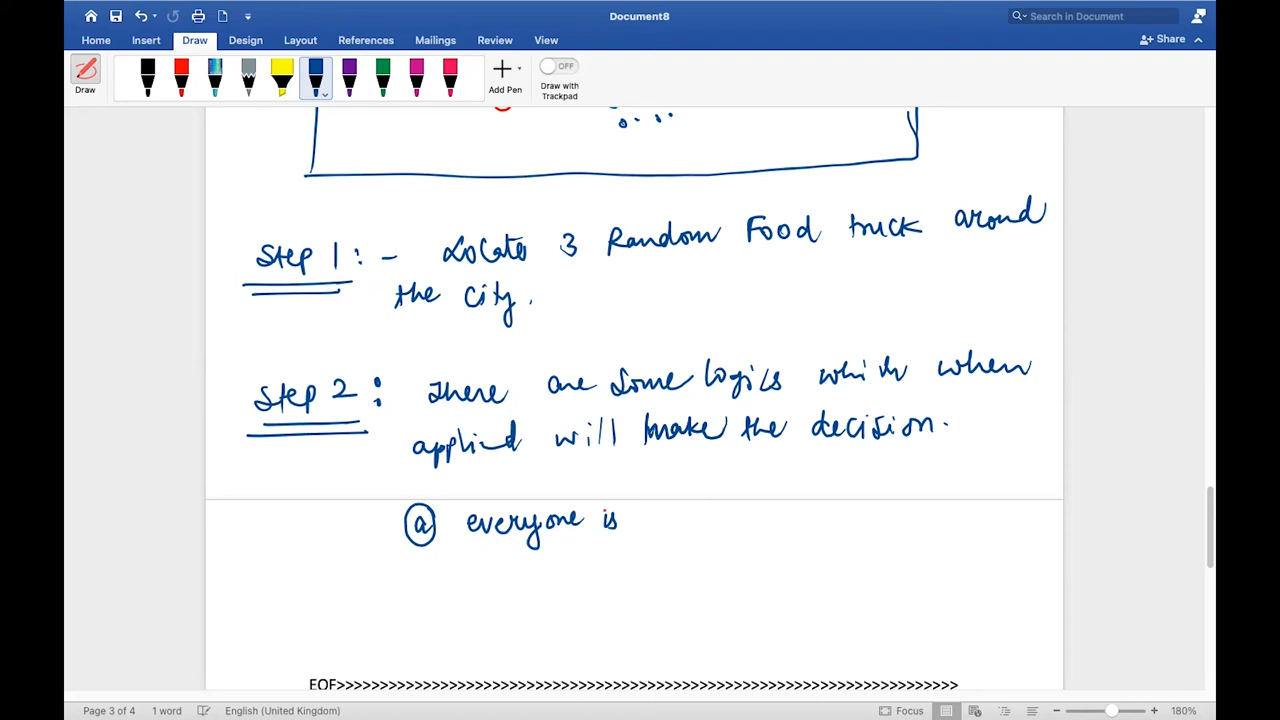 Document8
Search in Document
Home Insert Draw Design Layout References Mailings Review View
Share
Draw
Add Pen
OFF
Draw with
Trackpad
Step 1 : - Locate 3 Random Food truck around
the city.
Step 2 : There are some logics which when
applied will make the decision.
a everyone is
EOF>>>>>>>>>>>>>>>>>>>>>>>>>>>>>>>>>>>>>>>>>>>>>>>>>>>>>>>>>>>>>>>>>>>>>>>>
Page 3 of 4 1 word English (United Kingdom) Focus 180%